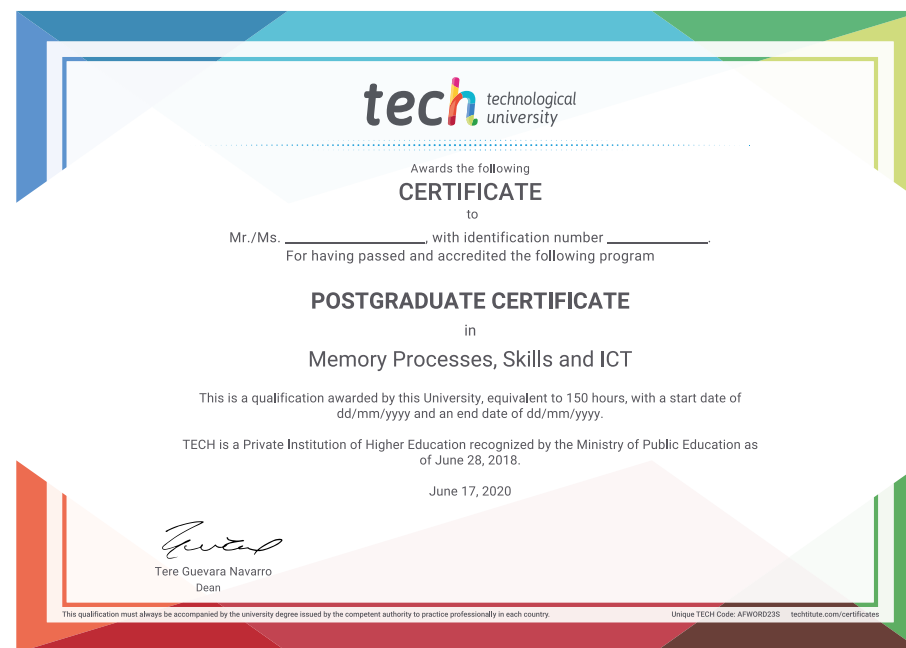 tech technological
university
Awards the following
CERTIFICATE
to
Mr./Ms. ____________________, with identification number ______________.
For having passed and accredited the following program
POSTGRADUATE CERTIFICATE
in
Memory Processes, Skills and ICT
This is a qualification awarded by this University, equivalent to 150 hours, with a start date of
dd/mm/yyyy and an end date of dd/mm/yyyy.
TECH is a Private Institution of Higher Education recognized by the Ministry of Public Education as
of June 28, 2018.
June 17, 2020
Tere Guevara Navarro
Dean
This qualification must always be accompanied by the university degree issued by the competent authority to practice professionally in each country. Unique TECH Code: AFWORD23S techtitute.com/certificates